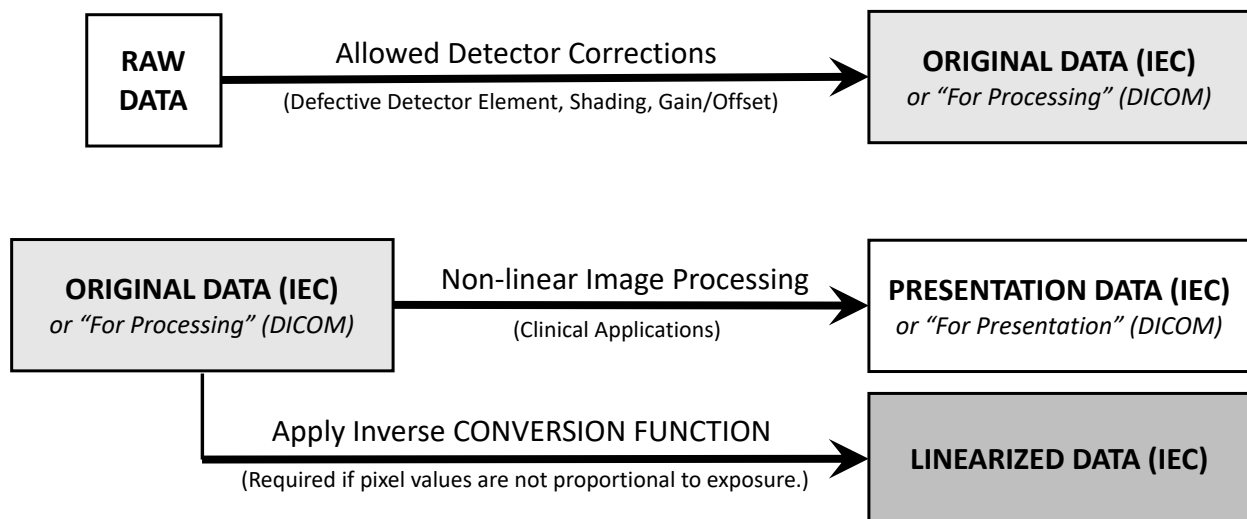 RAW
DATA
Allowed Detector Corrections
(Defective Detector Element, Shading, Gain/Offset)
ORIGINAL DATA (IEC)
or “For Processing” (DICOM)
ORIGINAL DATA (IEC)
or “For Processing” (DICOM)
Non-linear Image Processing
(Clinical Applications)
PRESENTATION DATA (IEC)
or “For Presentation” (DICOM)
Apply Inverse CONVERSION FUNCTION
(Required if pixel values are not proportional to exposure.)
LINEARIZED DATA (IEC)